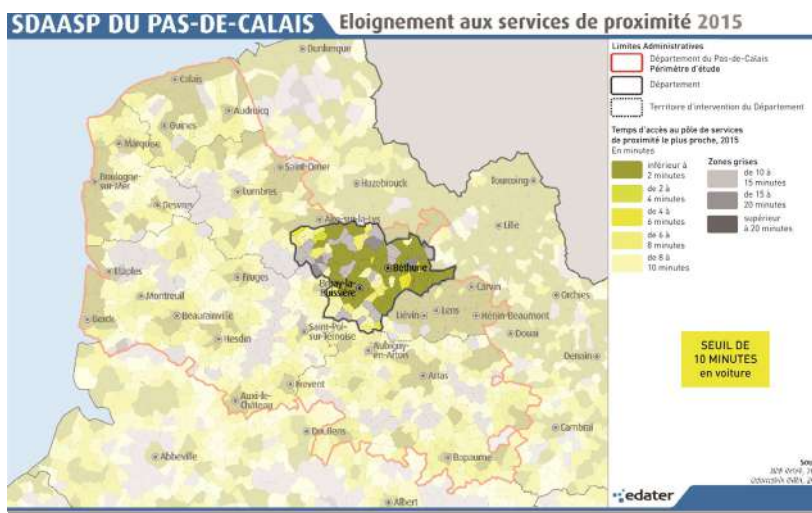 SDAASP DU PAS-DE-CALAIS
Eloignement aux services de proximité 2015
Limites Administratives
Département du Pas-de-Calais
Périmètre d'étude
Département
Territoire d'intervention du Département
Temps d'accès au pôle de services
de proximité le plus proche, 2015
En minutes
inférieur à
2 minutes
de 2 à
4 minutes
de 4 à
6 minutes
de 6 à
8 minutes
de 8 à
10 minutes
Zones grises
de 10 à
15 minutes
de 15 à
20 minutes
supérieur
à 20 minutes
SEUIL DE
10 MINUTES
en voiture
edater
Dunkerque
Calais
Audruicq
Guînes
Marquise
Saint-Omer
Boulogne-
sur-Mer
Lumbres
Hazebrouck
Tourcoing
Desvres
Aire-sur-la-Lys
Lille
Béthune
Etaples
Fruges
Bruay-la-
Buissière
Montreuil
Carvin
Orchies
Beaurainville
Liévin
Lens
Hénin-Beaumont
Berck
Hesdin
Saint-Pol-
sur-Ternoise
Douai
Aubigny-
en-Artois
Denain
Arras
Frévent
Auxi-le-
Château
Doullens
Cambrai
Abbeville
Bapaume
Albert